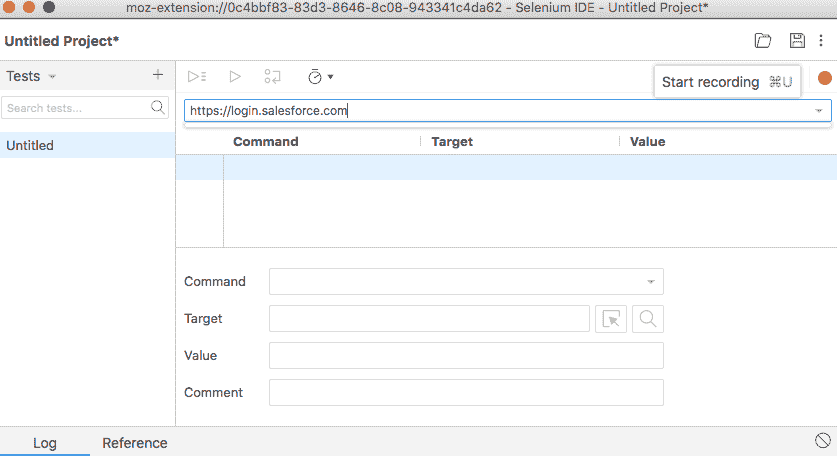 moz-extension://0c4bbf83-83d3-8646-8c08-943341c4da62 - Selenium IDE - Untitled Project*
Untitled Project*
Tests
Start recording ⌘U
Search tests...
https://login.salesforce.com
Untitled
Command Target Value
Command
Target
Value
Comment
Log Reference